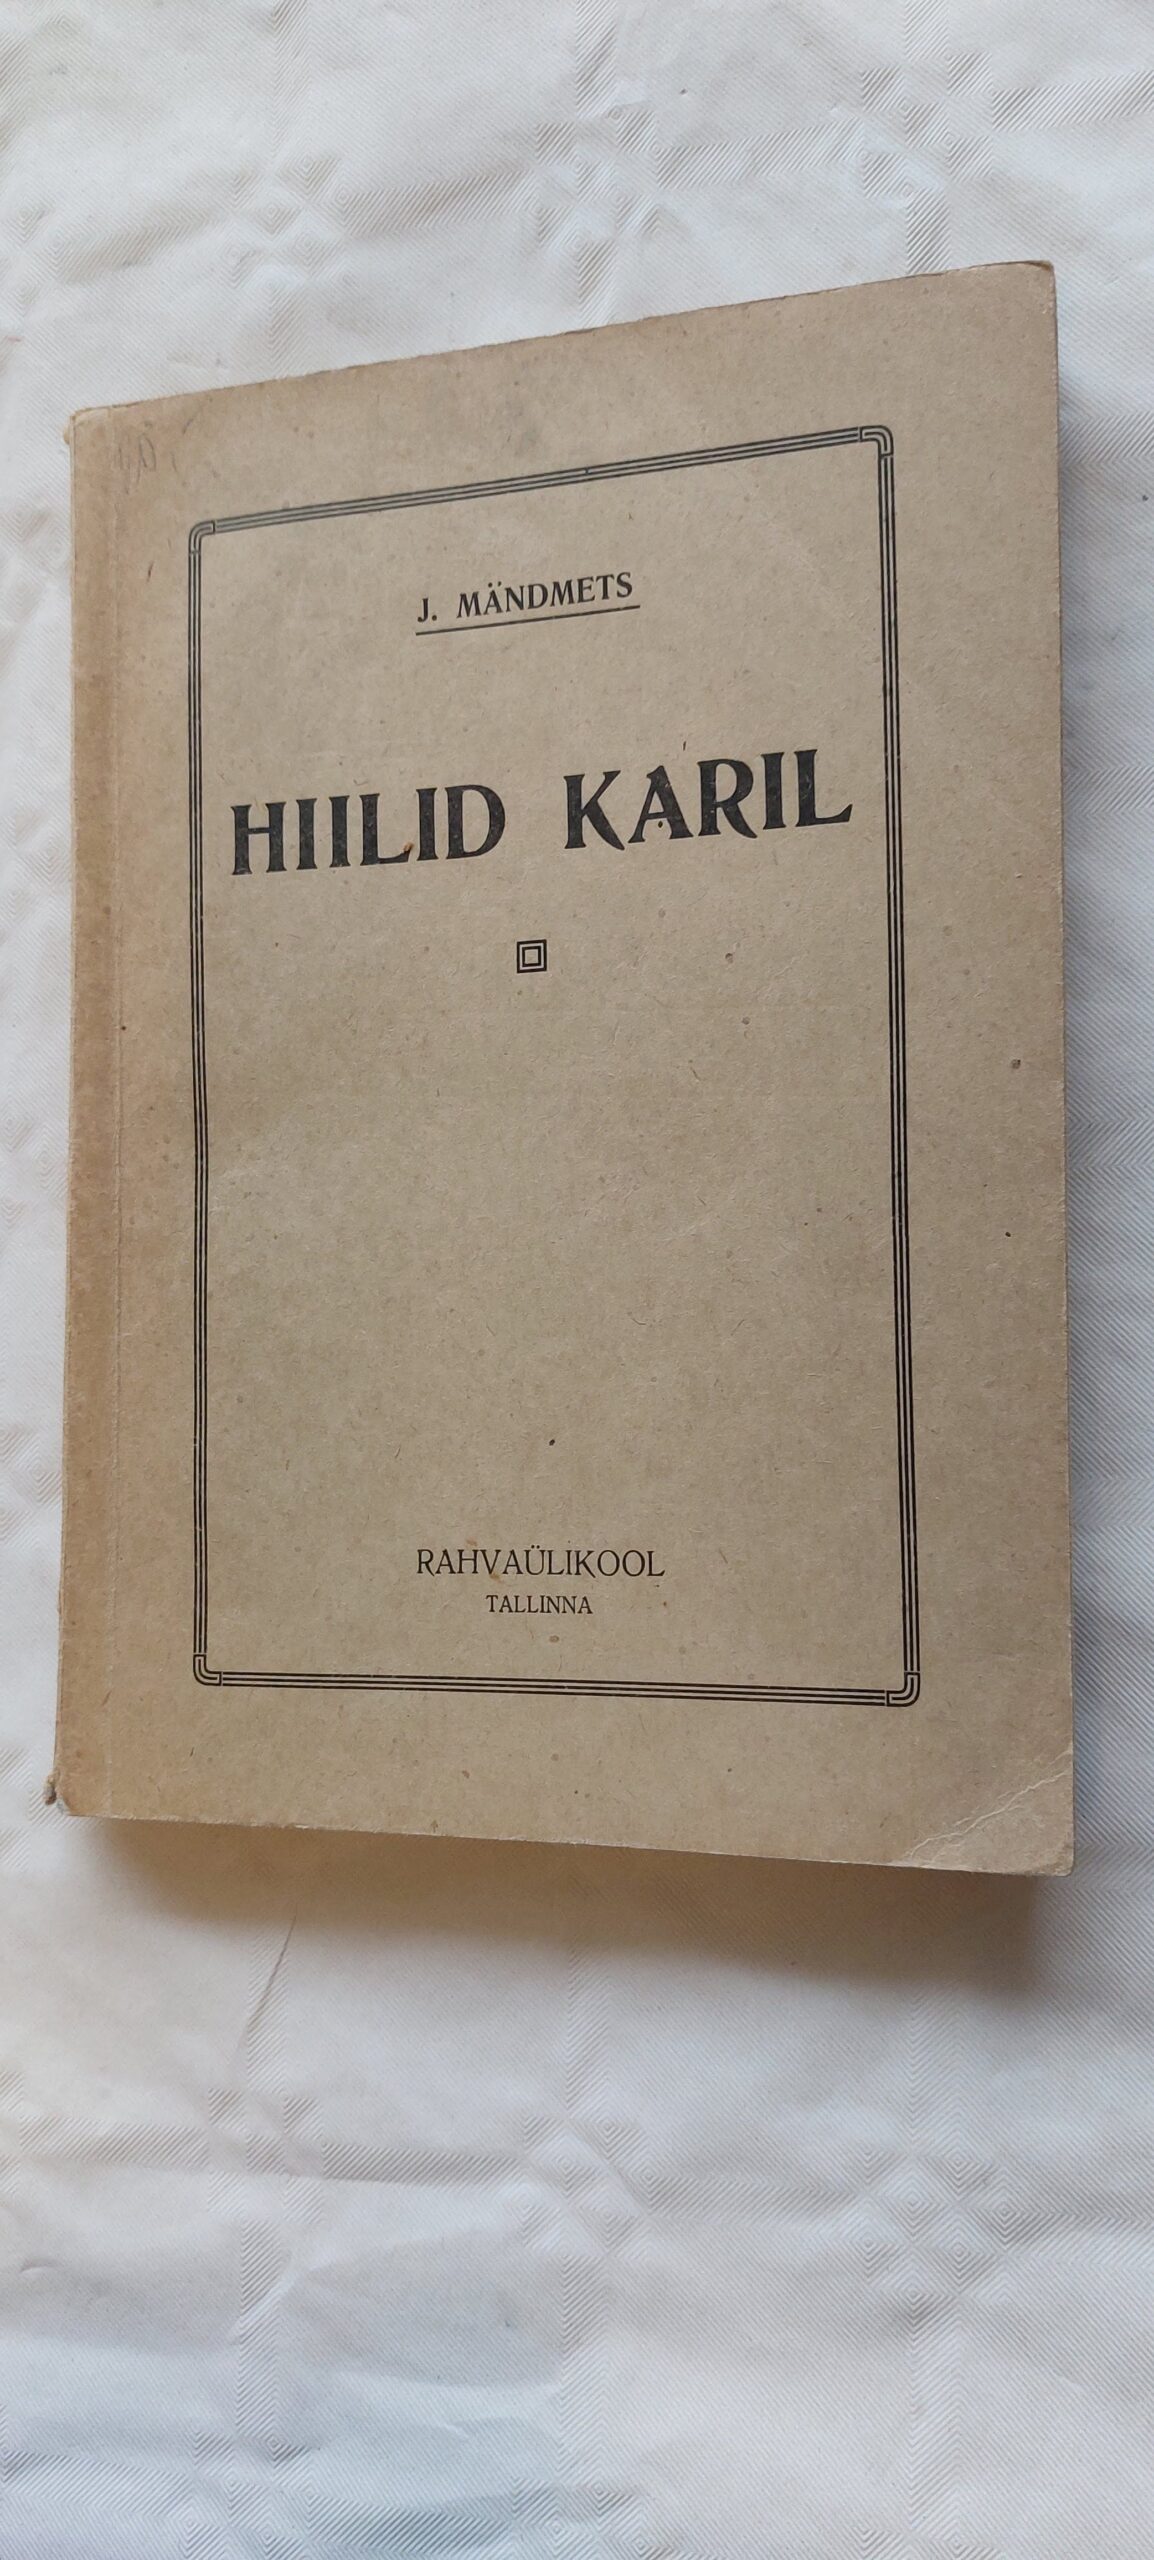 J. MÄNDMETS
HIILID KARIL
RAHVAÜLIKOOL
TALLINNA